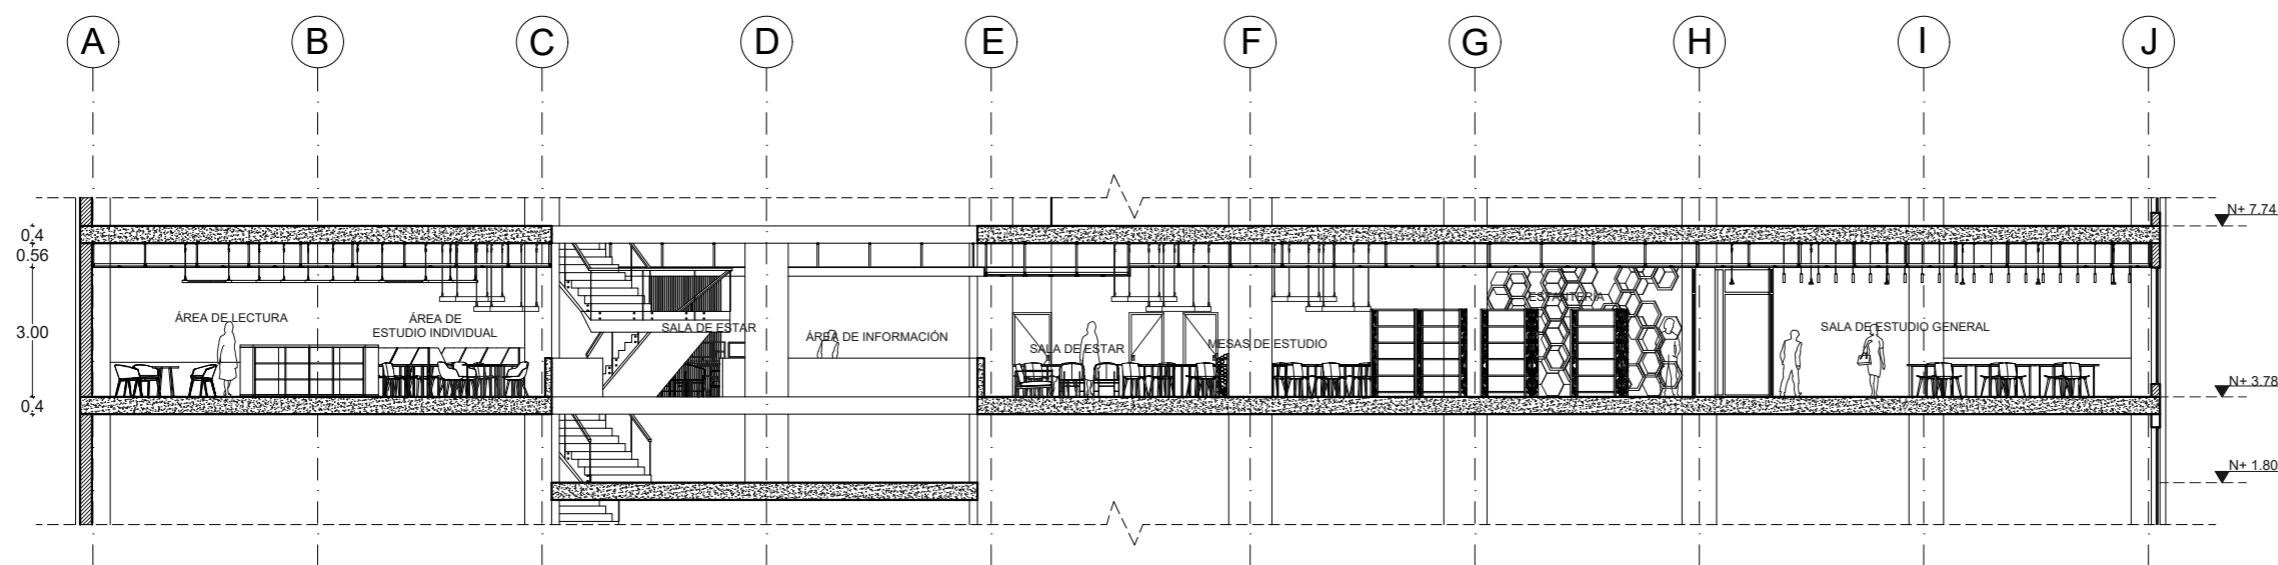 A B C D E F G H I J
N+ 7.74
0.4
0.56
ESTANTERÍA
ÁREA DE LECTURA
ÁREA DE
ESTUDIO INDIVIDUAL
SALA DE ESTAR
ÁREA DE INFORMACIÓN
SALA DE ESTAR
MESAS DE ESTUDIO
SALA DE ESTUDIO GENERAL
3.00
N+ 3.78
0.4
N+ 1.80